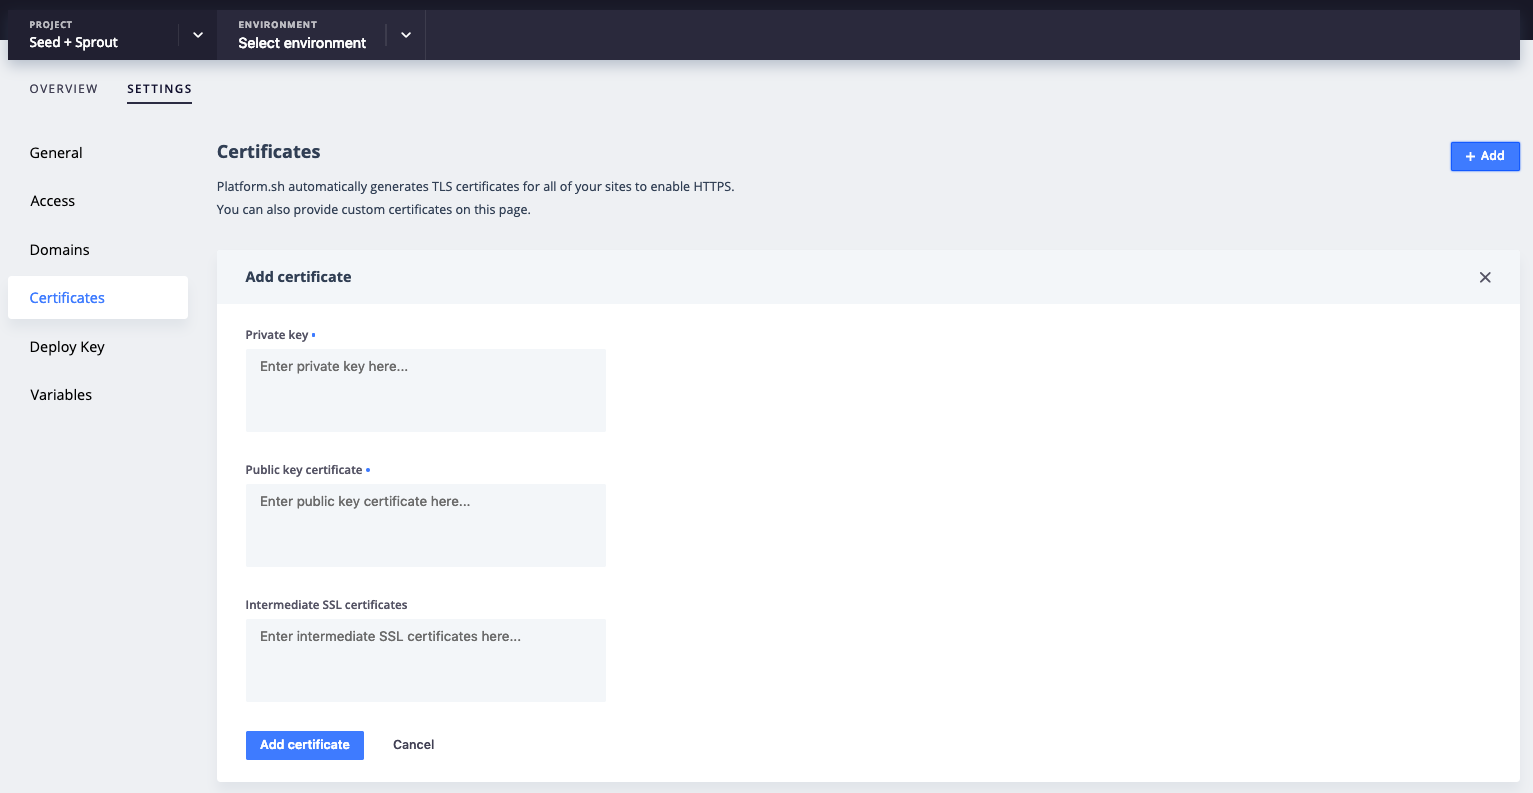 PROJECT
Seed + Sprout
ENVIRONMENT
Select environment
OVERVIEW
SETTINGS
General
Access
Domains
Certificates
Deploy Key
Variables
Certificates
+ Add
Platform.sh automatically generates TLS certificates for all of your sites to enable HTTPS.
You can also provide custom certificates on this page.
Add certificate
Private key
Enter private key here...
Public key certificate
Enter public key certificate here...
Intermediate SSL certificates
Enter intermediate SSL certificates here...
Add certificate
Cancel